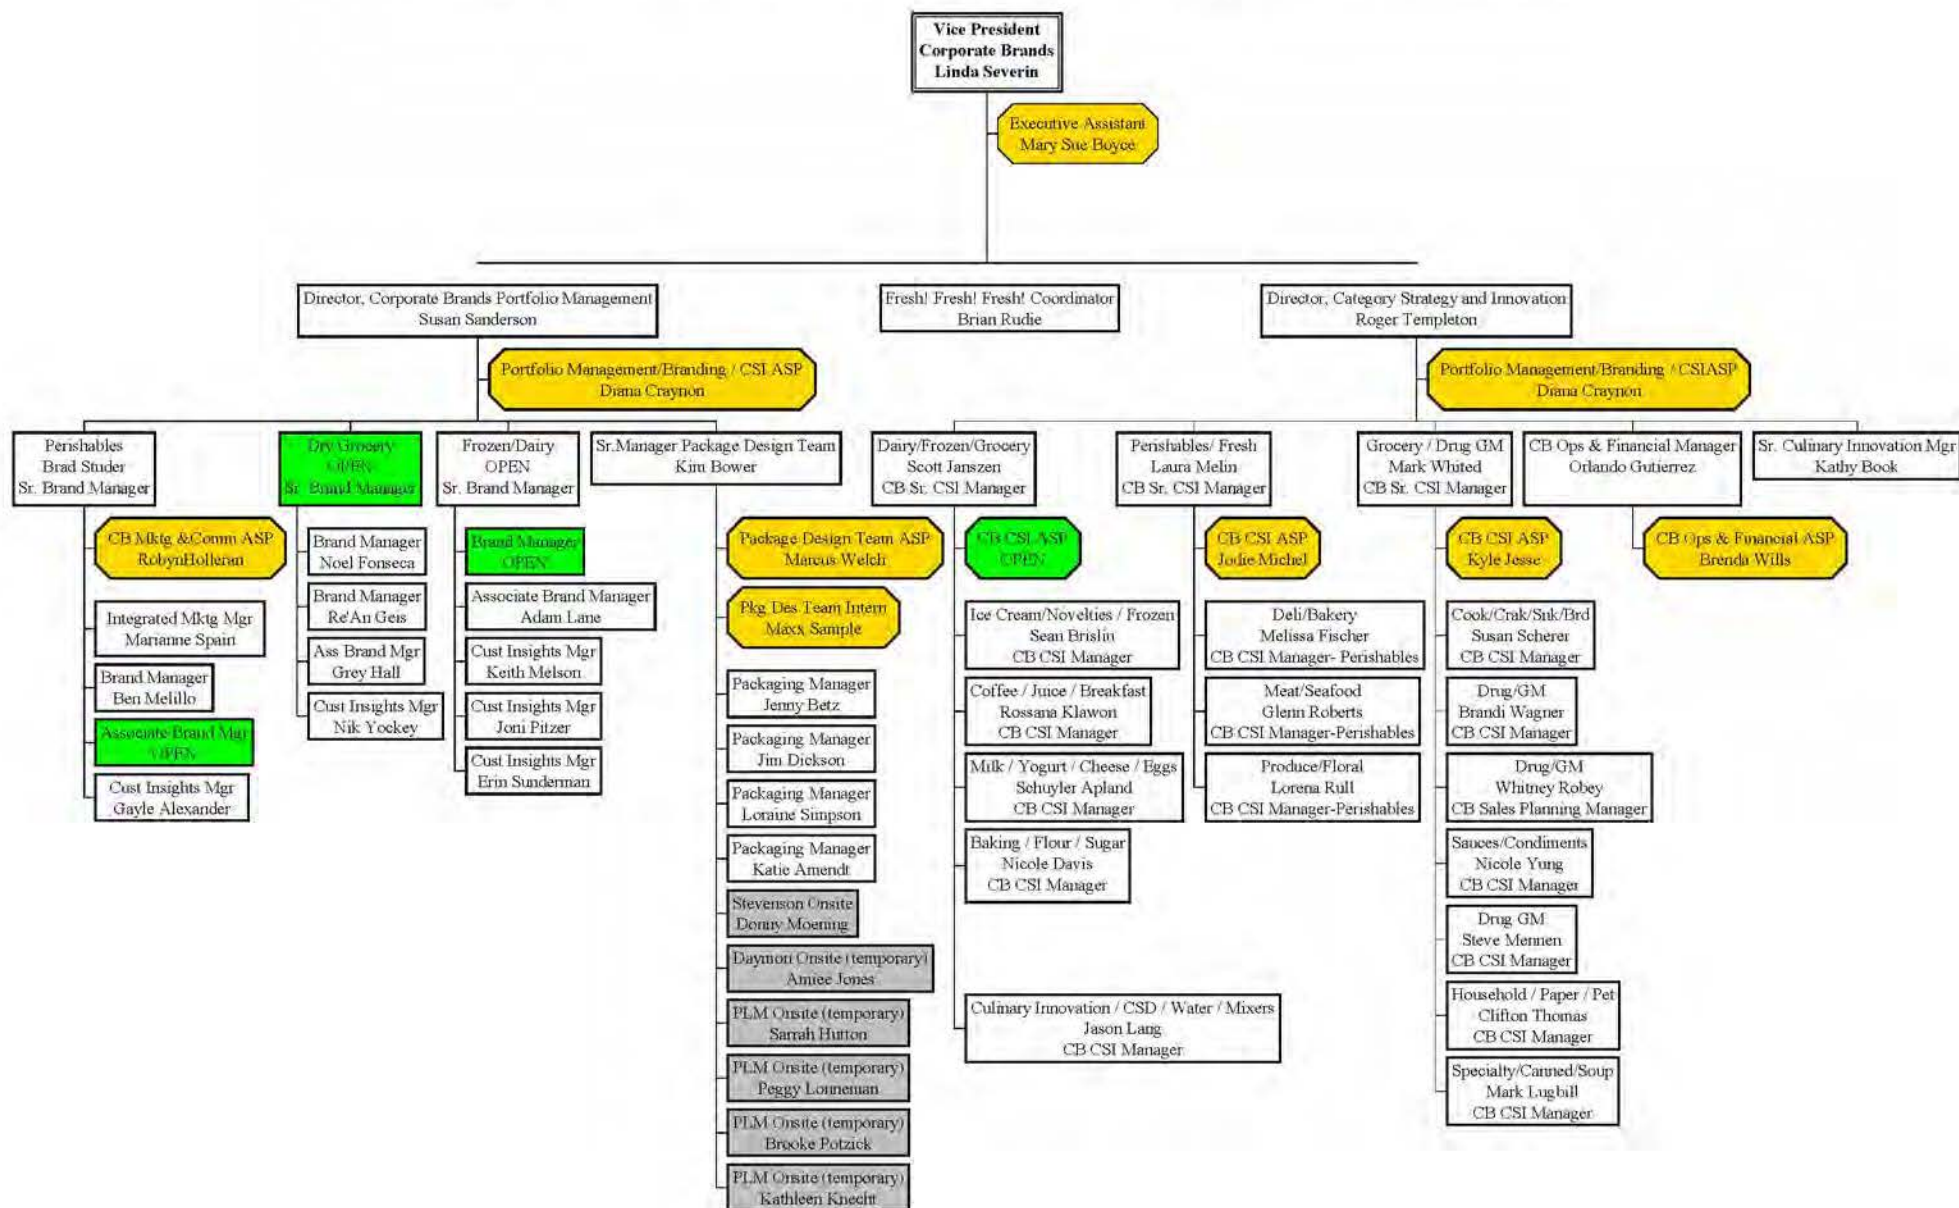 Vice President
Corporate Brands
Linda Severin
Executive Assistant
Mary Sue Boyce
Director, Corporate Brands Portfolio Management
Susan Sanderson
Fresh! Fresh! Fresh! Coordinator
Brian Rudie
Director, Category Strategy and Innovation
Roger Templeton
Portfolio Management/Branding / CSI ASP
Diana Craynon
Portfolio Management/Branding / CSIASP
Diana Craynon
Perishables
Brad Studer
Sr. Brand Manager
Dry Grocery
OPEN
Sr. Brand Manager
Frozen/Dairy
OPEN
Sr. Brand Manager
Sr.Manager Package Design Team
Kim Bower
Dairy/Frozen/Grocery
Scott Janszen
CB Sr. CSI Manager
Perishables/ Fresh
Laura Melin
CB Sr. CSI Manager
Grocery / Drug GM
Mark Whited
CB Sr. CSI Manager
CB Ops & Financial Manager
Orlando Gutierrez
Sr. Culinary Innovation Mgr
Kathy Book
CB Mktg &Comm ASP
RobynHolleran
Integrated Mktg Mgr
Marianne Spain
Brand Manager
Ben Melillo
Associate Brand Mgr
OPEN
Cust Insights Mgr
Gayle Alexander
Brand Manager
Noel Fonseca
Brand Manager
Re'An Geis
Ass Brand Mgr
Grey Hall
Cust Insights Mgr
Nik Yockey
Brand Manager
OPEN
Associate Brand Manager
Adam Lane
Cust Insights Mgr
Keith Melson
Cust Insights Mgr
Joni Pitzer
Cust Insights Mgr
Erin Sunderman
Package Design Team ASP
Marcus Welch
Pkg Des Team Intern
Maxx Sample
Packaging Manager
Jenny Betz
Packaging Manager
Jim Dickson
Packaging Manager
Loraine Simpson
Packaging Manager
Katie Amendt
Stevenson Onsite
Donny Moening
Daymon Onsite (temporary)
Amiee Jones
PLM Onsite (temporary)
Sarrah Hutton
PLM Onsite (temporary)
Peggy Lonneman
PLM Onsite (temporary)
Brooke Potzick
PLM Onsite (temporary)
Kathleen Knecht
CB CSI ASP
OPEN
Ice Cream/Novelties / Frozen
Sean Brislin
CB CSI Manager
Coffee / Juice / Breakfast
Rossana Klawon
CB CSI Manager
Milk / Yogurt / Cheese / Eggs
Schuyler Apland
CB CSI Manager
Baking / Flour / Sugar
Nicole Davis
CB CSI Manager
Culinary Innovation / CSD / Water / Mixers
Jason Lang
CB CSI Manager
CB CSI ASP
Jodie Michel
Deli/Bakery
Melissa Fischer
CB CSI Manager- Perishables
Meat/Seafood
Glenn Roberts
CB CSI Manager-Perishables
Produce/Floral
Lorena Rull
CB CSI Manager-Perishables
CB CSI ASP
Kyle Jesse
Cook/Crak/Snk/Brd
Susan Scherer
CB CSI Manager
Drug/GM
Brandi Wagner
CB CSI Manager
Drug/GM
Whitney Robey
CB Sales Planning Manager
Sauces/Condiments
Nicole Yung
CB CSI Manager
Drug GM
Steve Mennen
CB CSI Manager
Household / Paper / Pet
Clifton Thomas
CB CSI Manager
Specialty/Canned/Soup
Mark Lugbill
CB CSI Manager
CB Ops & Financial ASP
Brenda Wills